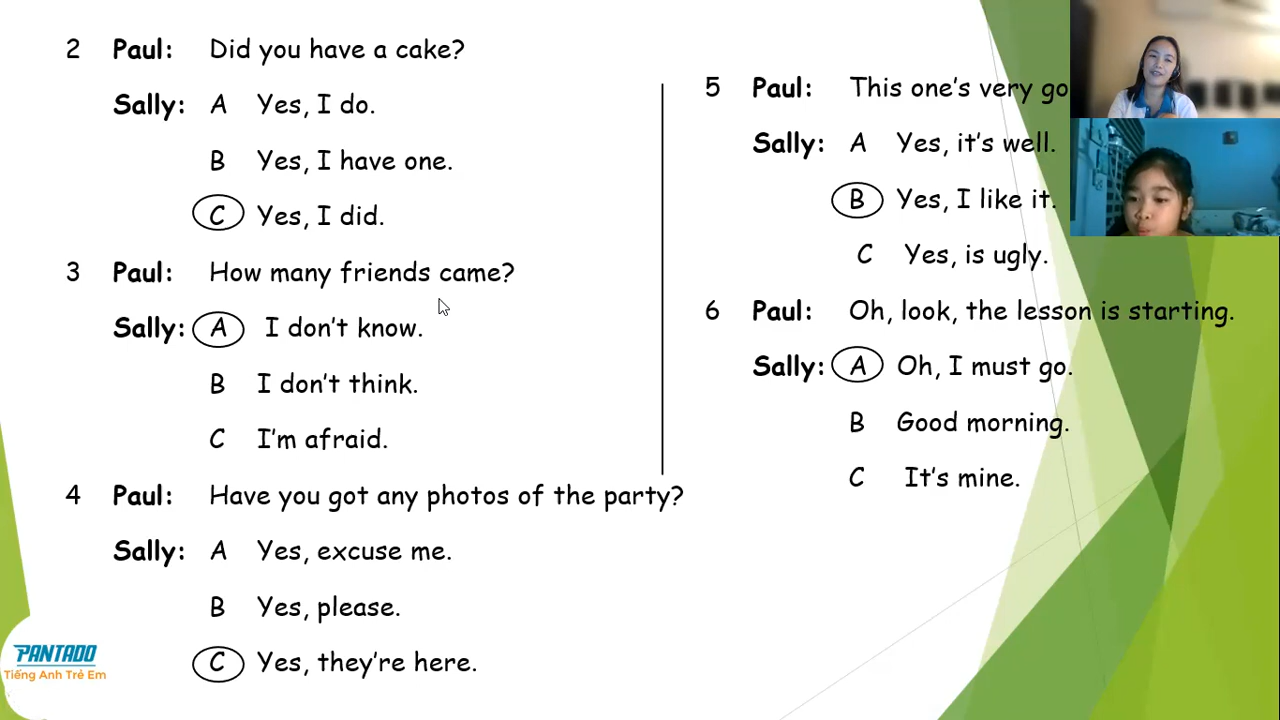 2 Paul: Did you have a cake?
Sally: A Yes, I do.
B Yes, I have one.
C Yes, I did.
3 Paul: How many friends came?
Sally: A I don't know.
B I don't think.
C I'm afraid.
4 Paul: Have you got any photos of the party?
Sally: A Yes, excuse me.
B Yes, please.
C Yes, they're here.
5 Paul: This one's very go
Sally: A Yes, it's well.
B Yes, I like it.
C Yes, is ugly.
6 Paul: Oh, look, the lesson is starting.
Sally: A Oh, I must go.
B Good morning.
C It's mine.
PANTADO
Tiếng Anh Trẻ Em